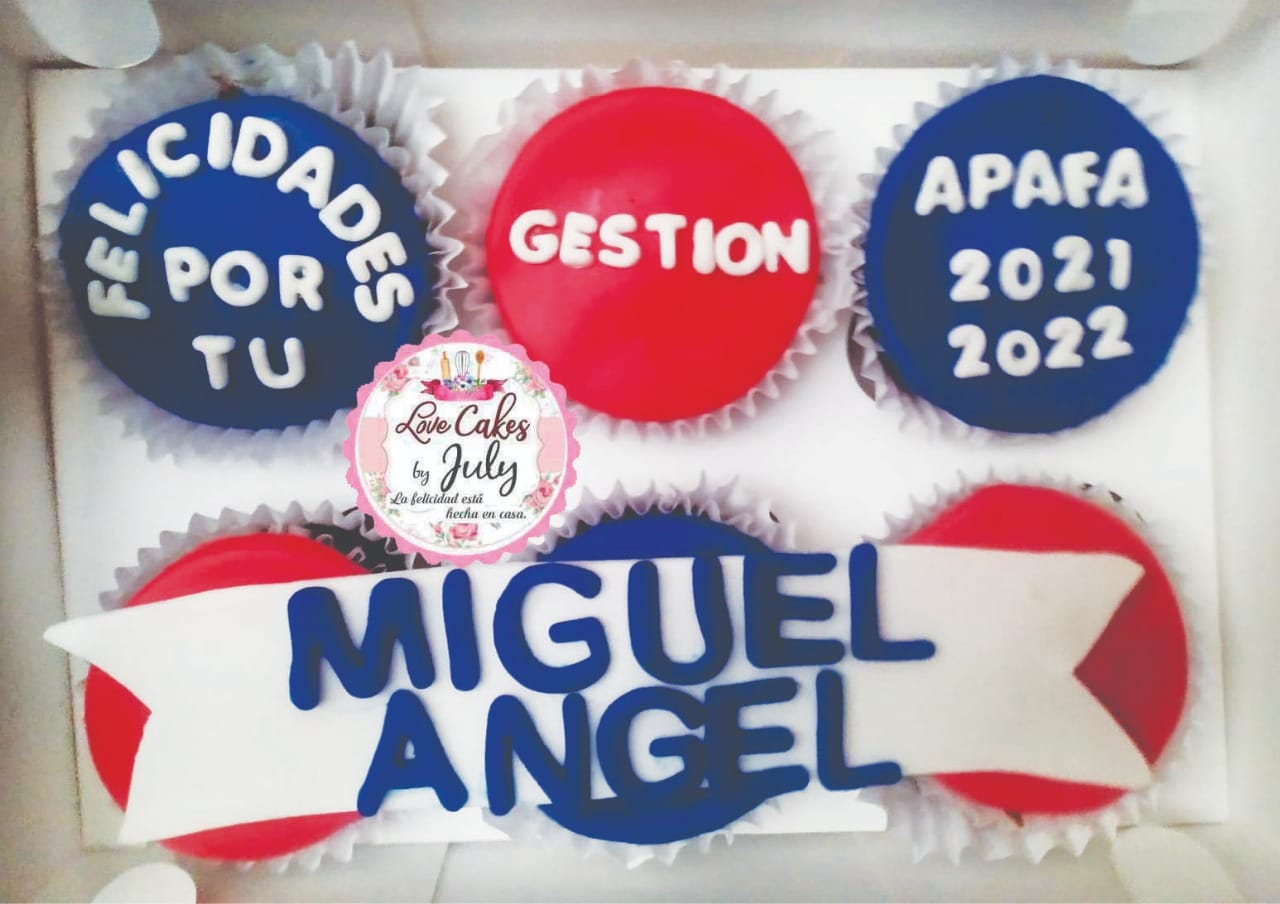 FELICIDADES
POR
TU
GESTION
APAFA
2021
2022
Love Cakes
by July
La felicidad está
hecha en casa.
MIGUEL
ANGEL